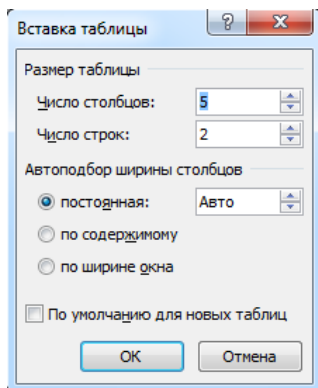 Вставка таблицы ?
Размер таблицы
Число столбцов: 5
Число строк: 2
Автоподбор ширины столбцов
постоянная: Авто
по содержимому
по ширине окна
По умолчанию для новых таблиц
ОК Отмена